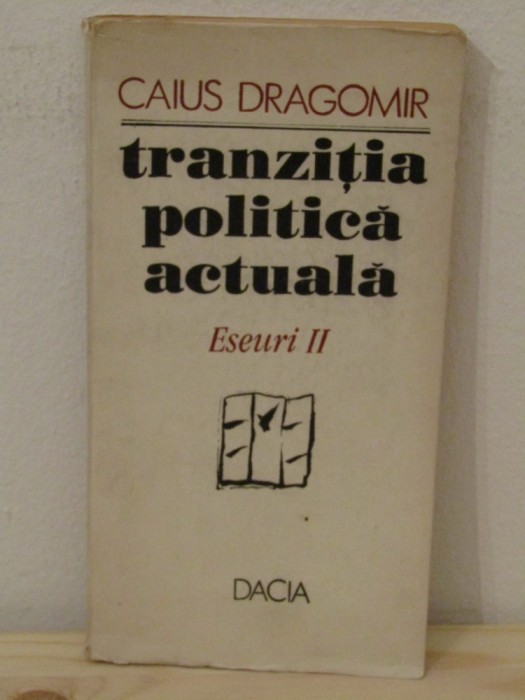 CAIUS DRAGOMIR
tranziția
politică
actuală
Eseuri II
DACIA